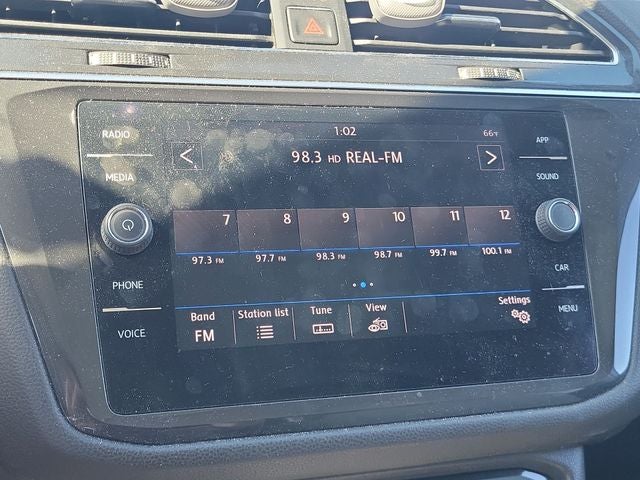 RADIO
1:02
66°F
APP
98.3 HD REAL-FM
MEDIA
SOUND
7 8 9 10 11 12
97.3 FM 97.7 FM 98.3 FM 98.7 FM 99.7 FM 100.1 FM
PHONE
CAR
Band Station list Tune View Settings
FM
VOICE
MENU